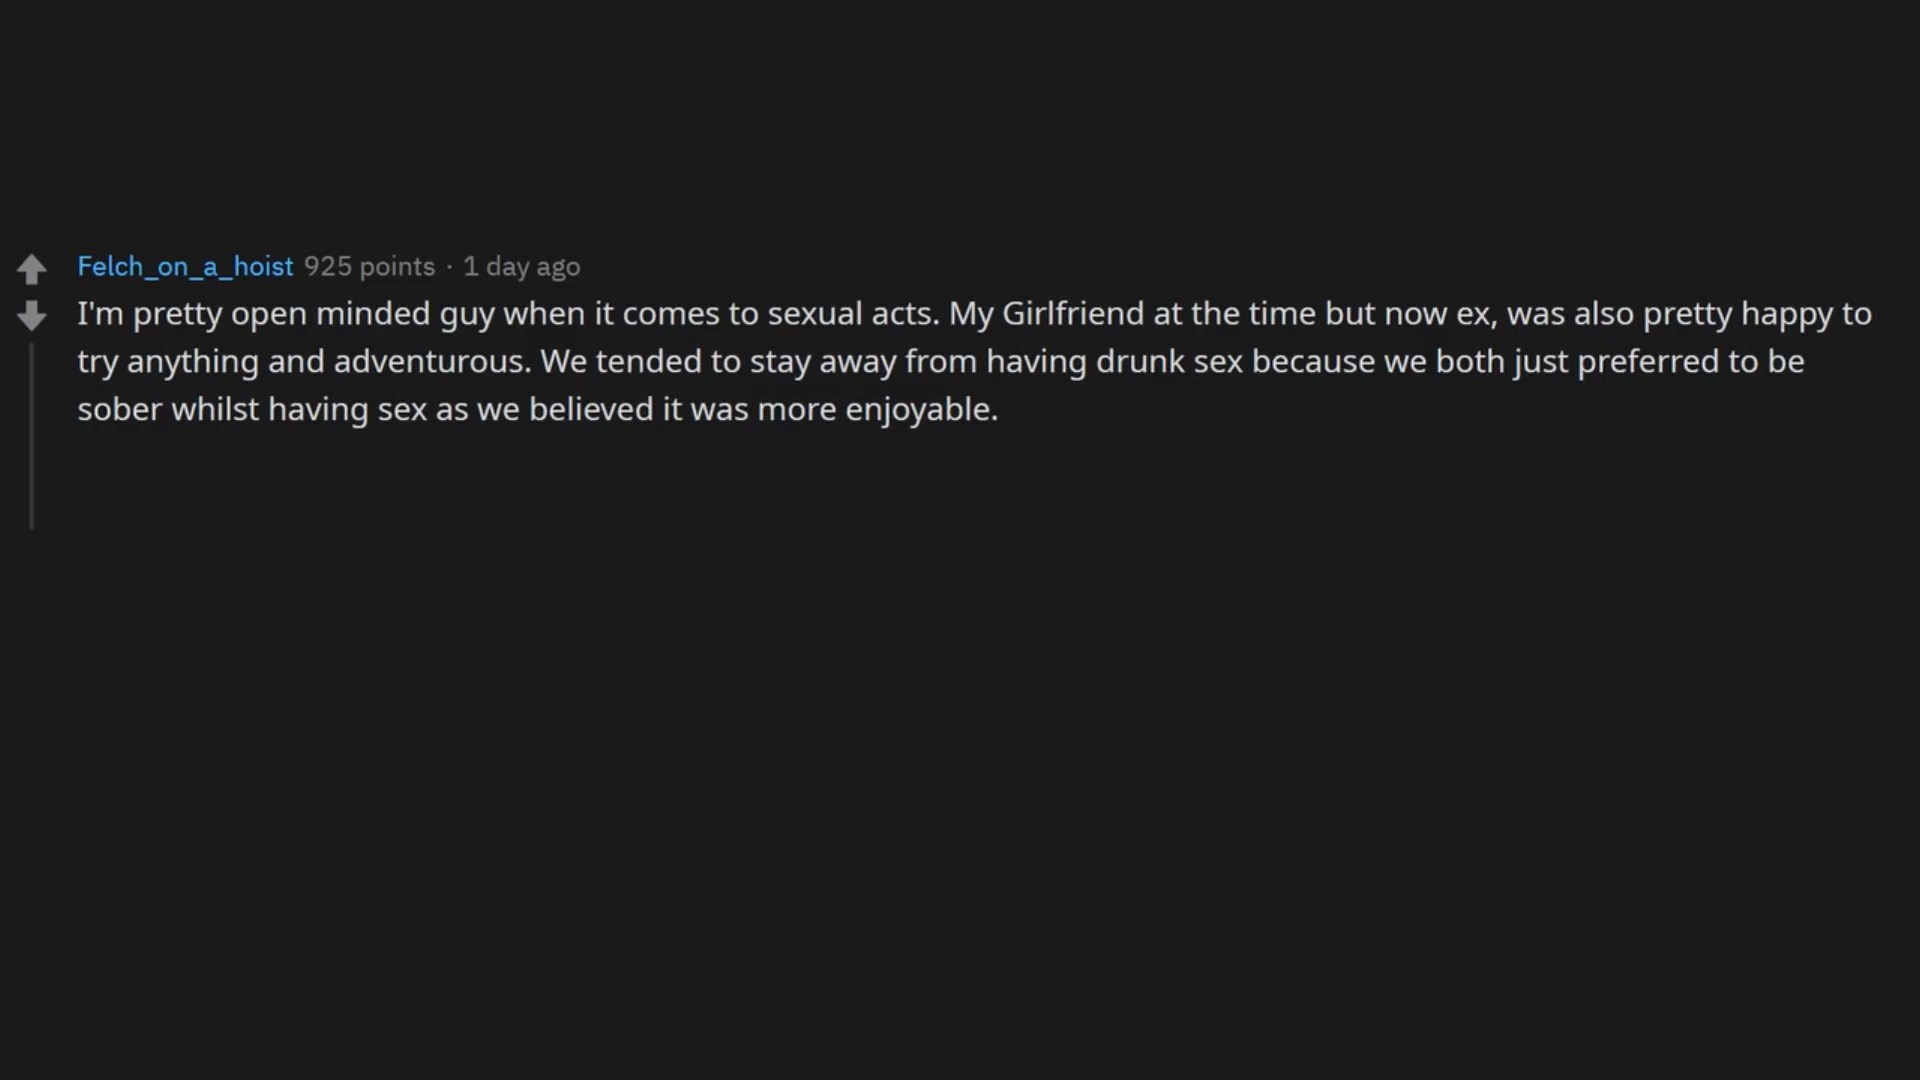 Felch_on_a_hoist 925 points · 1 day ago
I'm pretty open minded guy when it comes to sexual acts. My Girlfriend at the time but now ex, was also pretty happy to
try anything and adventurous. We tended to stay away from having drunk sex because we both just preferred to be
sober whilst having sex as we believed it was more enjoyable.